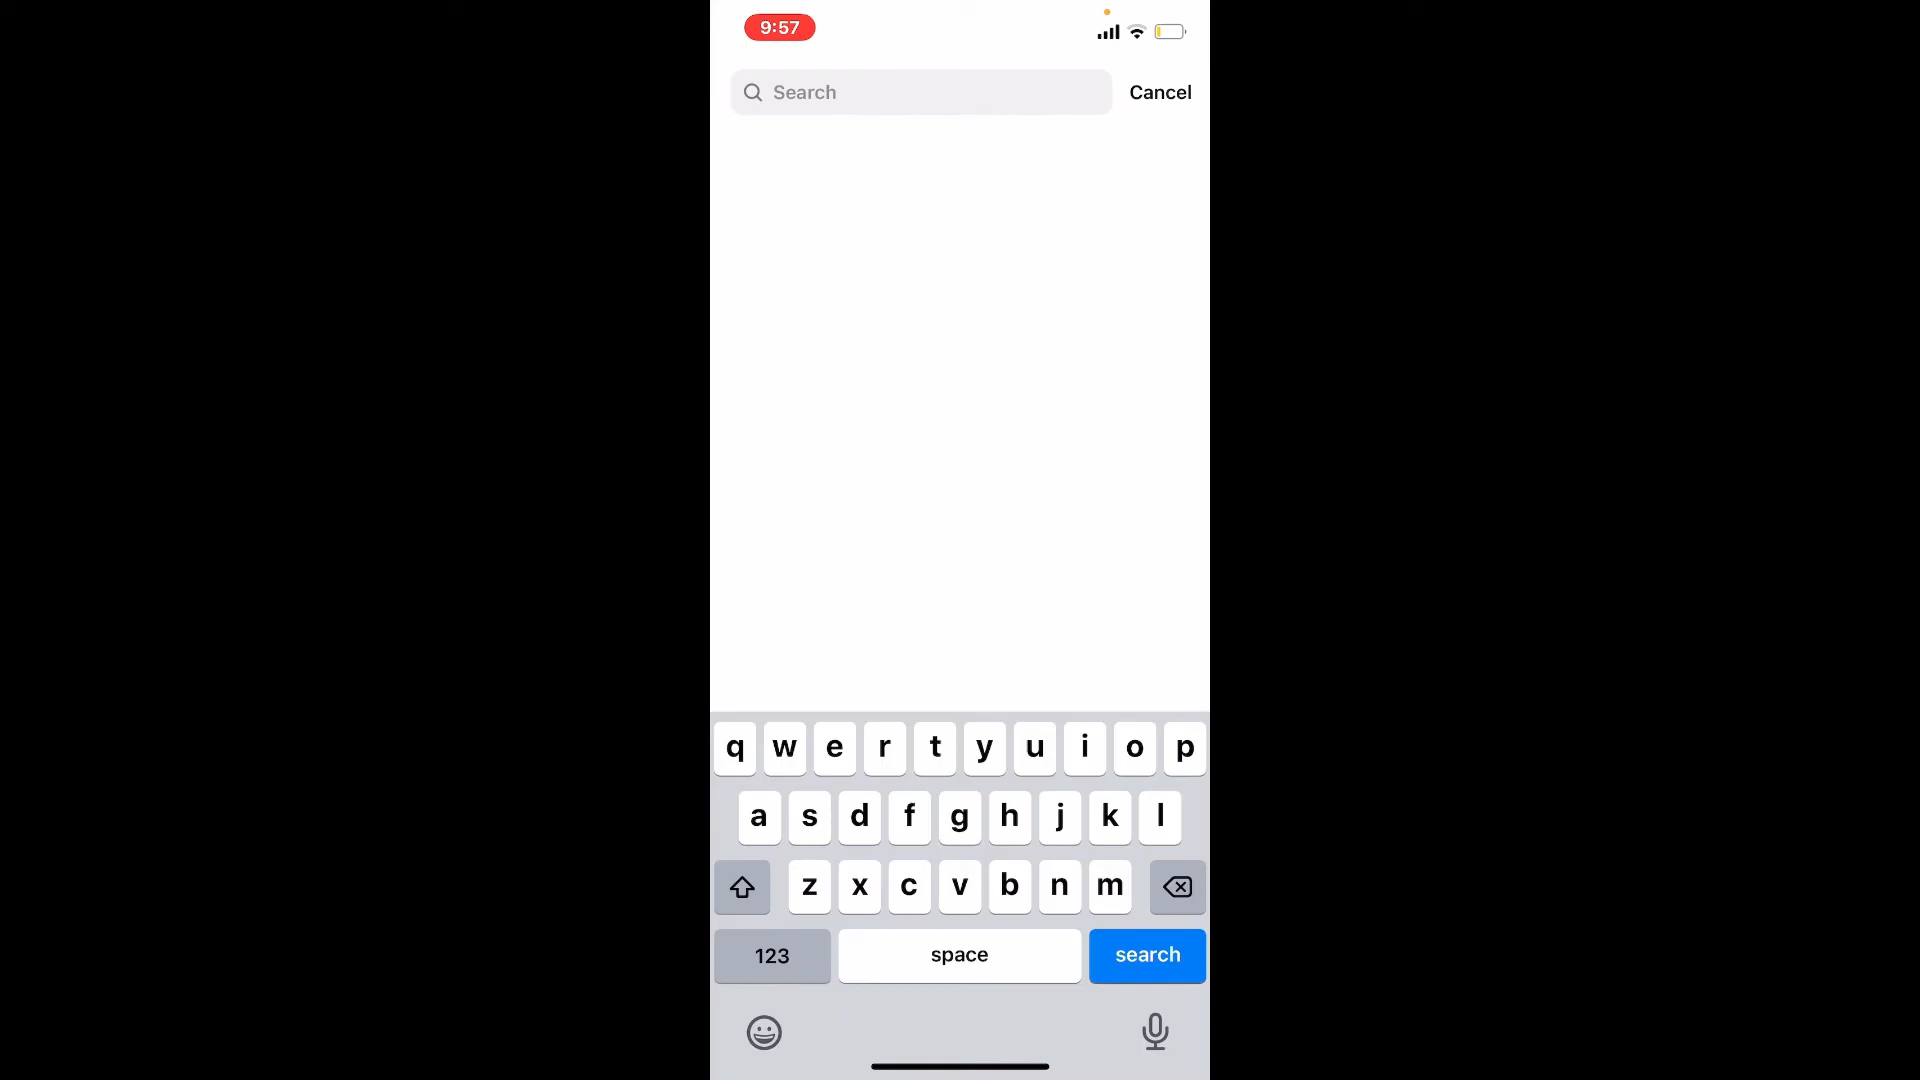 9:57
Search Cancel
q w e r t y u i o p
a s d f g h j k l
z x c v b n m
123 space search